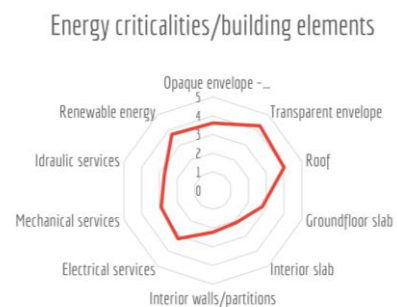 Energy criticalities/building elements
Opaque envelope -...
5
Renewable energy
4
Transparent envelope
3
Idraulic services
2
Roof
1
0
Mechanical services
Groundfloor slab
Electrical services
Interior slab
Interior walls/partitions